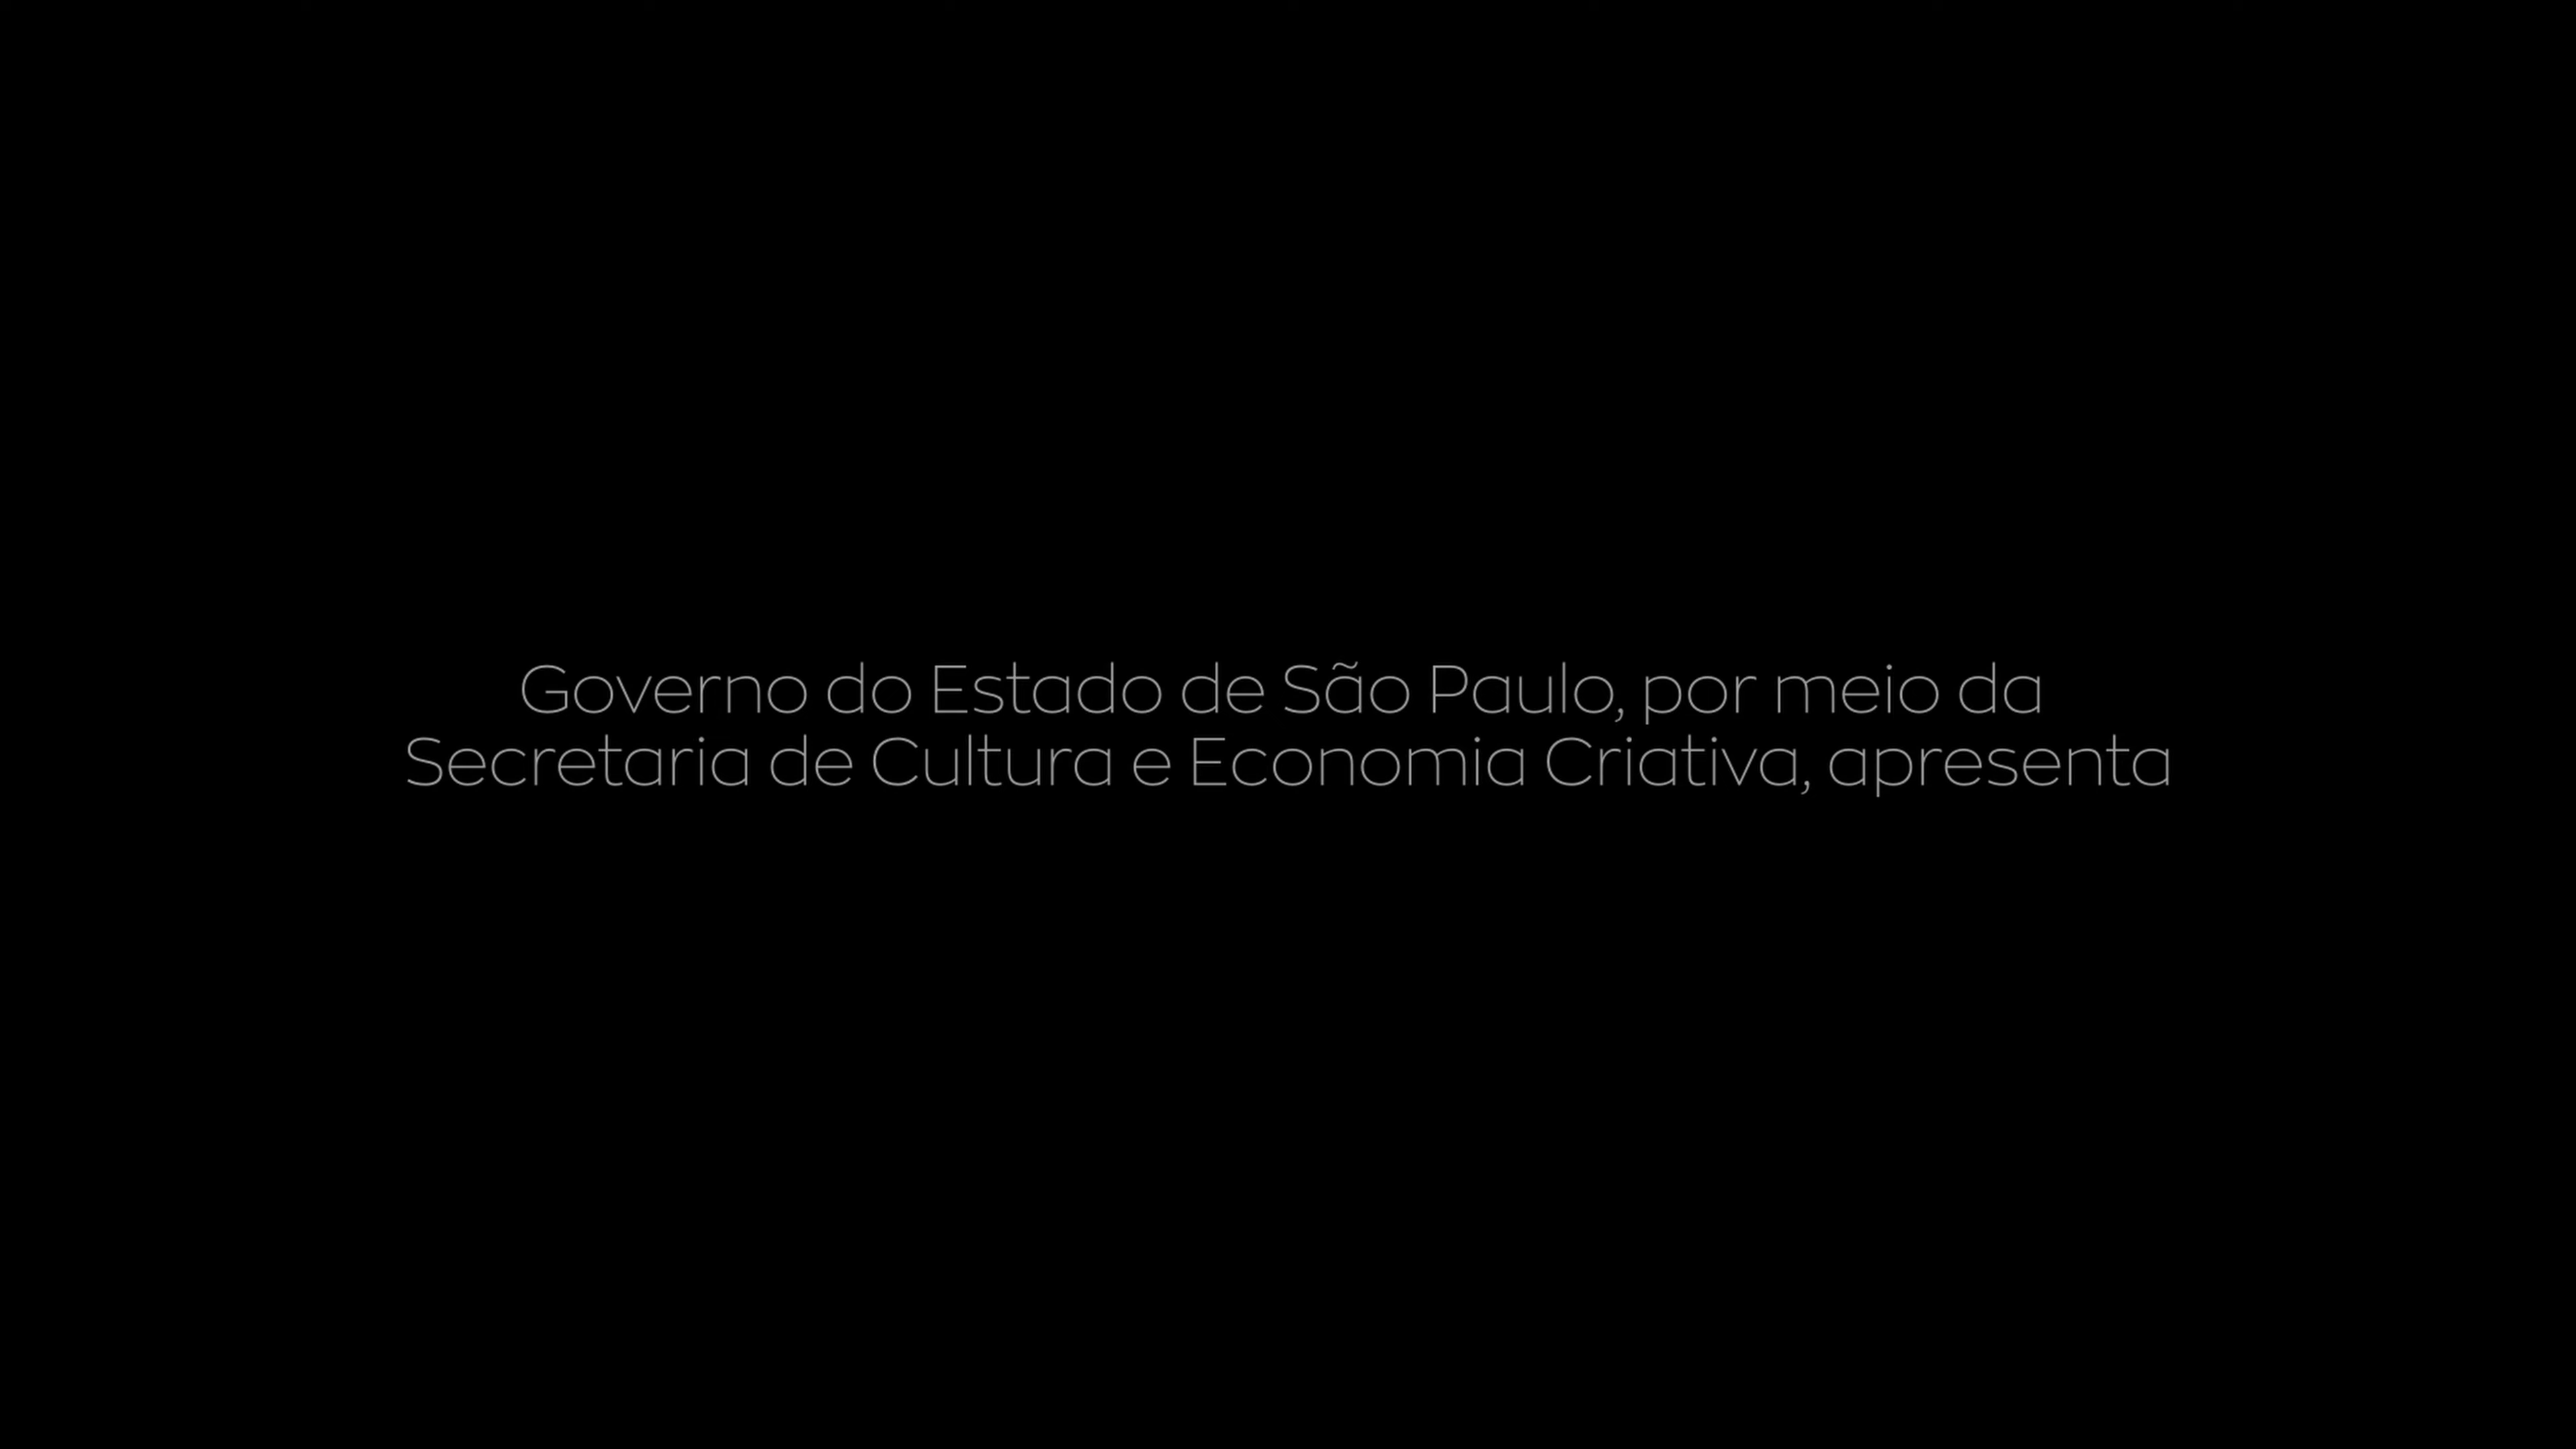 Governo do Estado de São Paulo, por meio da
Secretaria de Cultura e Economia Criativa, apresenta